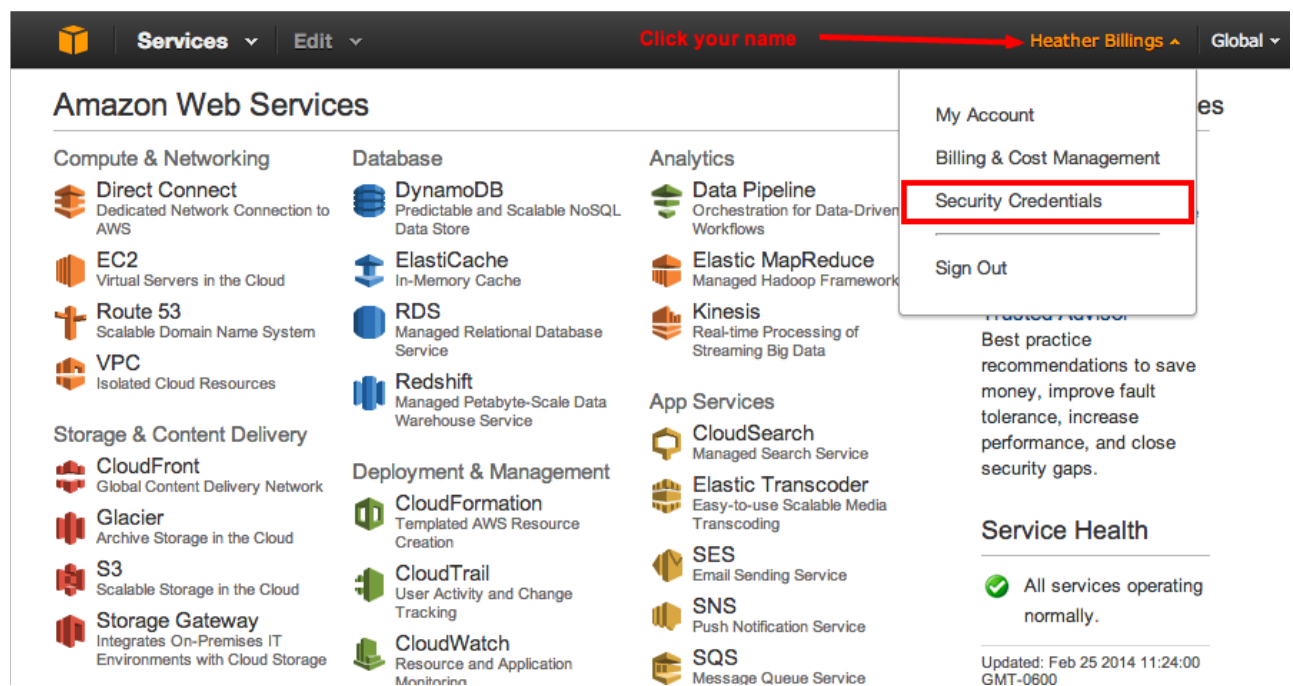 Services Edit Click your name Heather Billings Global
Amazon Web Services
es
My Account
Billing & Cost Management
Security Credentials
Sign Out
Compute & Networking
Direct Connect
Dedicated Network Connection to
AWS
EC2
Virtual Servers in the Cloud
Route 53
Scalable Domain Name System
VPC
Isolated Cloud Resources
Storage & Content Delivery
CloudFront
Global Content Delivery Network
Glacier
Archive Storage in the Cloud
S3
Scalable Storage in the Cloud
Storage Gateway
Integrates On-Premises IT
Environments with Cloud Storage
Database
DynamoDB
Predictable and Scalable NoSQL
Data Store
ElastiCache
In-Memory Cache
RDS
Managed Relational Database
Service
Redshift
Managed Petabyte-Scale Data
Warehouse Service
Deployment & Management
CloudFormation
Templated AWS Resource
Creation
CloudTrail
User Activity and Change
Tracking
CloudWatch
Resource and Application
Monitoring
Analytics
Data Pipeline
Orchestration for Data-Driven
Workflows
Elastic MapReduce
Managed Hadoop Framework
Kinesis
Real-time Processing of
Streaming Big Data
App Services
CloudSearch
Managed Search Service
Elastic Transcoder
Easy-to-use Scalable Media
Transcoding
SES
Email Sending Service
SNS
Push Notification Service
SQS
Message Queue Service
Trusted Advisor
Best practice
recommendations to save
money, improve fault
tolerance, increase
performance, and close
security gaps.
Service Health
All services operating
normally.
Updated: Feb 25 2014 11:24:00
GMT-0600